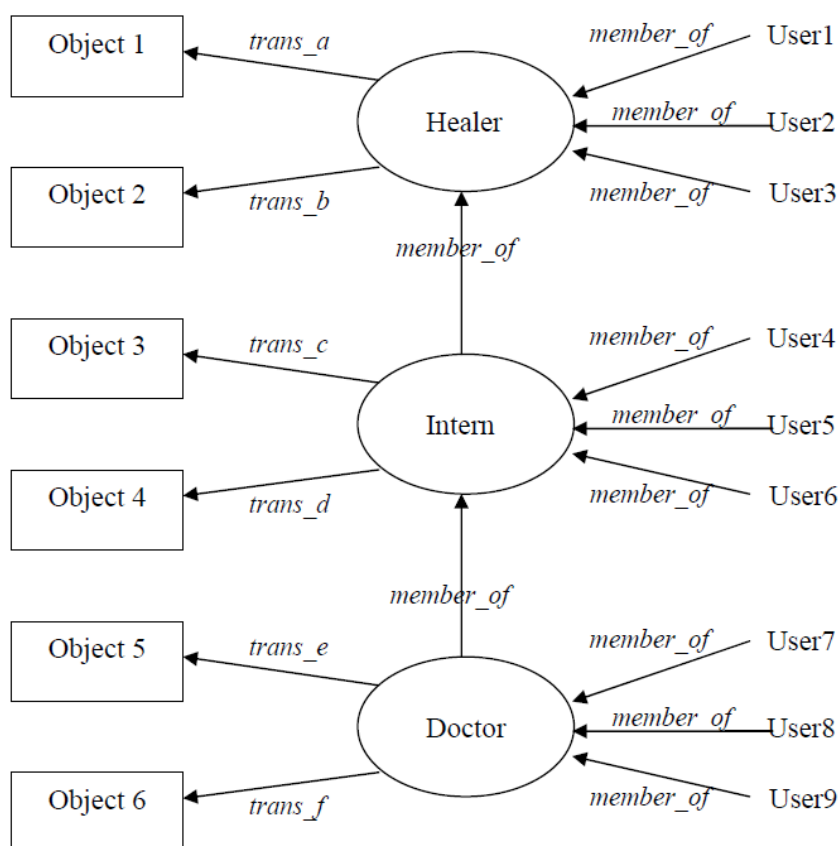 Object 1
trans_a
member_of
User1
Healer
member_of
User2
Object 2
trans_b
member_of
User3
member_of
Object 3
trans_c
member_of
User4
Intern
member_of
User5
Object 4
trans_d
member_of
User6
member_of
Object 5
trans_e
member_of
User7
Doctor
member_of
User8
Object 6
trans_f
member_of
User9